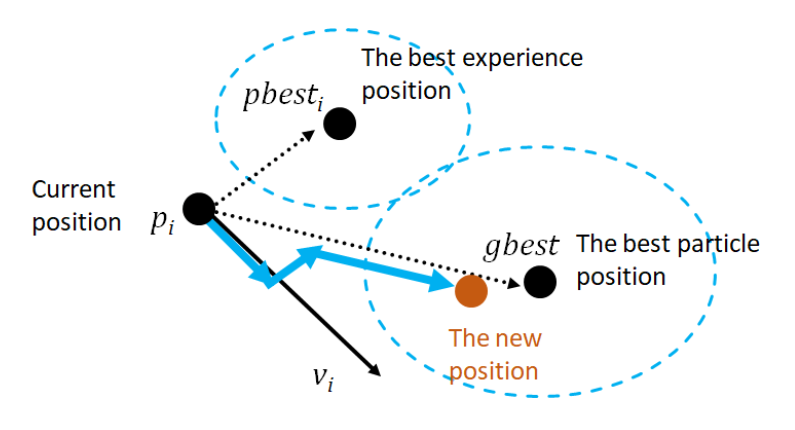 The best experience
position
pbest_i
Current
position
p_i
gbest
The best particle
position
The new
position
v_i